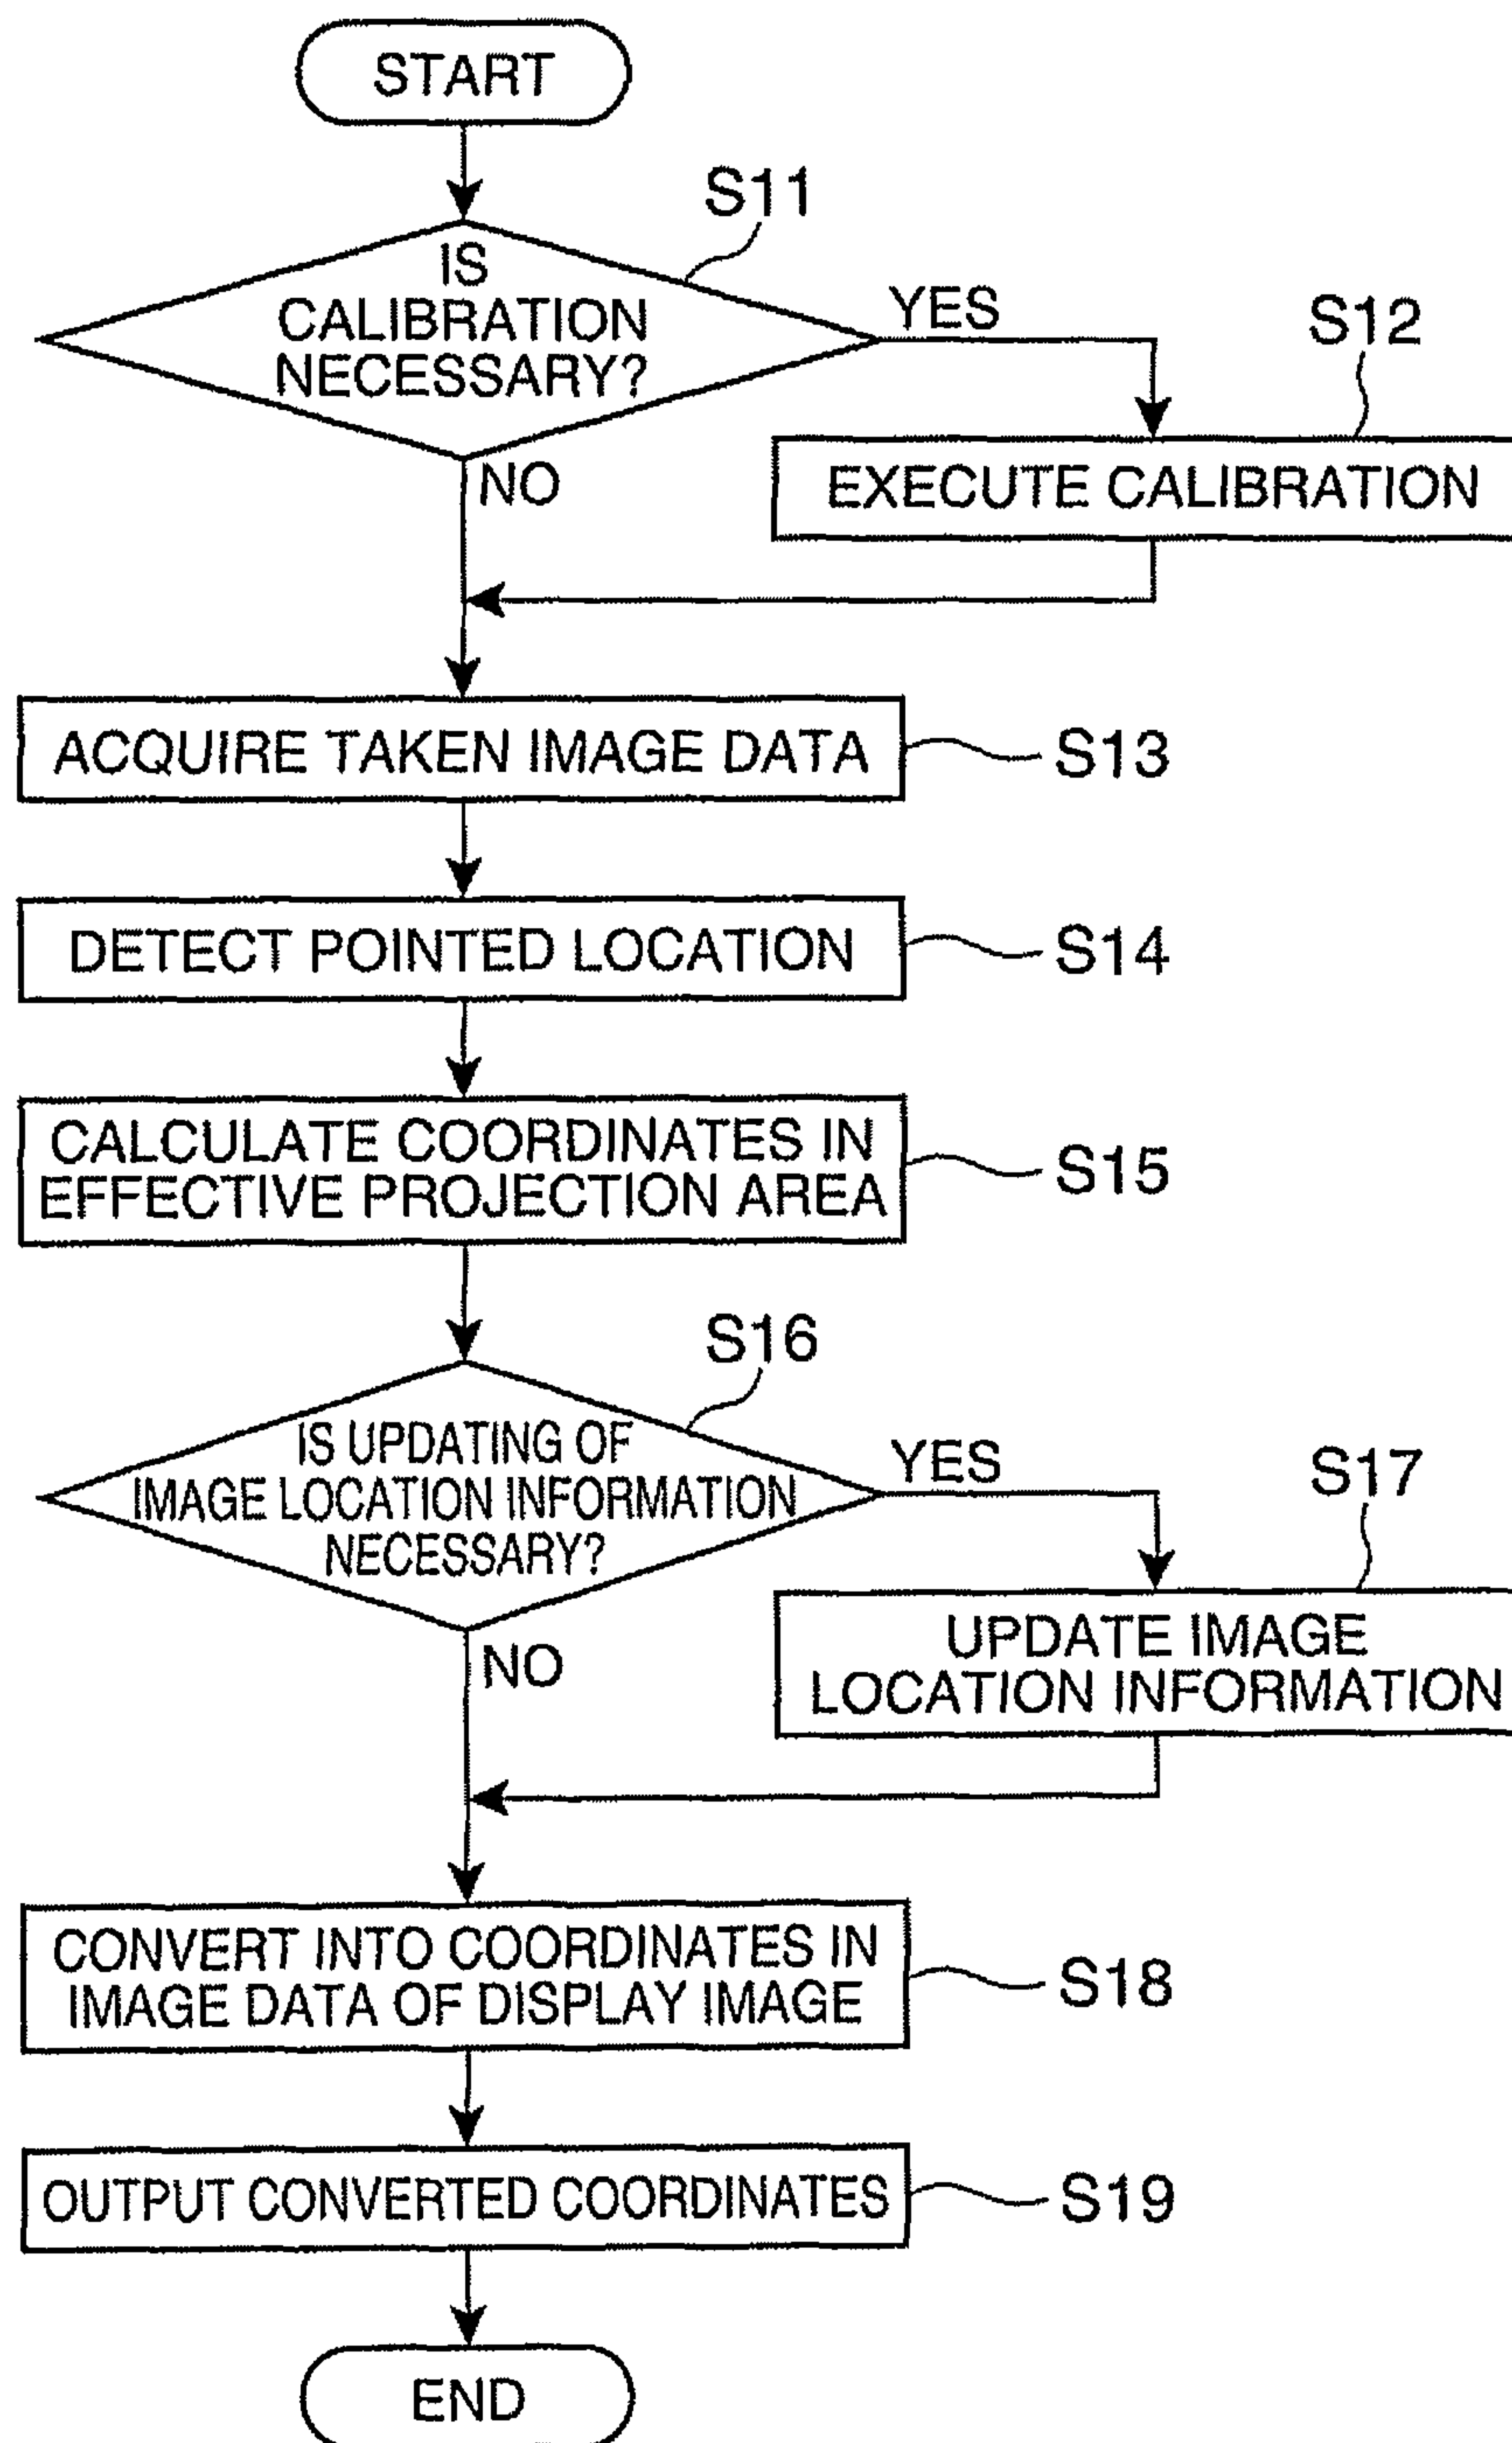 START
S11
IS
CALIBRATION
NECESSARY?
YES
S12
EXECUTE CALIBRATION
NO
ACQUIRE TAKEN IMAGE DATA
S13
DETECT POINTED LOCATION
S14
CALCULATE COORDINATES IN
EFFECTIVE PROJECTION AREA
S15
S16
IS UPDATING OF
IMAGE LOCATION INFORMATION
NECESSARY?
YES
S17
UPDATE IMAGE
LOCATION INFORMATION
NO
CONVERT INTO COORDINATES IN
IMAGE DATA OF DISPLAY IMAGE
S18
OUTPUT CONVERTED COORDINATES
S19
END